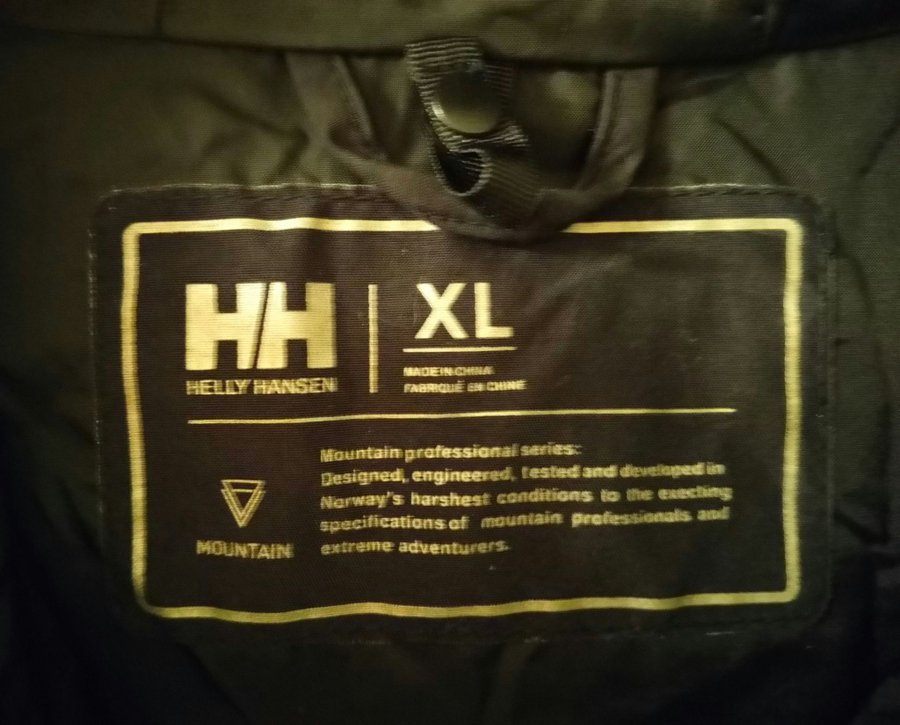 HH
HELLY HANSEN
XL
MADE IN CHINA
FABRIQUÉ EN CHINE
Mountain professional series:
Designed, engineered, tested and developed in
Norway's harshest conditions to the execting
specifications of mountain professionals and
extreme adventurers.
MOUNTAIN